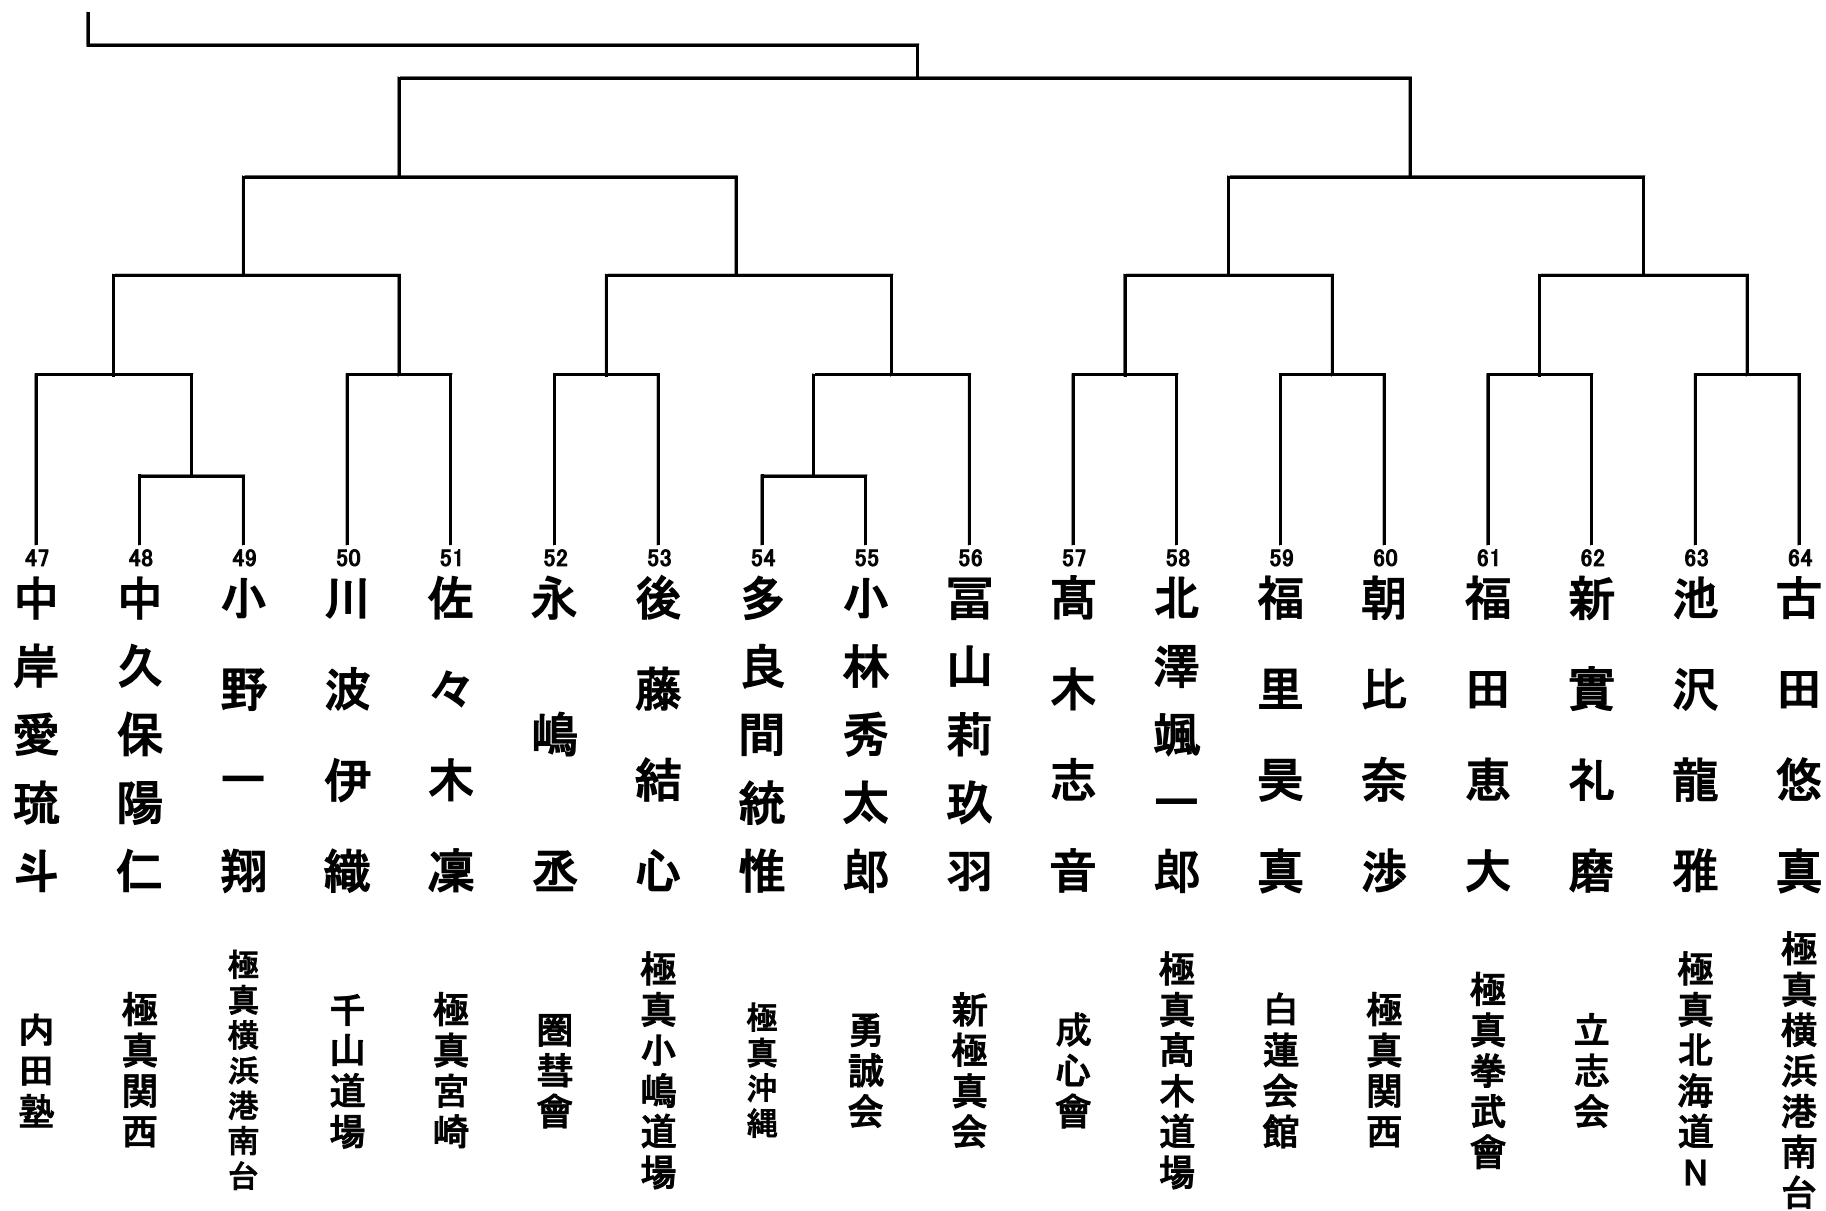 47
中岸愛琉斗
内田塾
48
中久保陽仁
極真関西
49
小野一翔
極真横浜港南台
50
川波伊織
千山道場
51
佐々木凜
極真宮崎
52
永嶋丞
圏彗會
53
後藤結心
極真小嶋道場
54
多良間統惟
極真沖縄
55
小林秀太郎
勇誠会
56
冨山莉玖羽
新極真会
57
髙木志音
成心會
58
北澤颯一郎
極真髙木道場
59
福里昊真
白蓮会館
60
朝比奈渉
極真関西
61
福田恵大
極真拳武會
62
新實礼磨
立志会
63
池沢龍雅
極真北海道N
64
古田悠真
極真横浜港南台